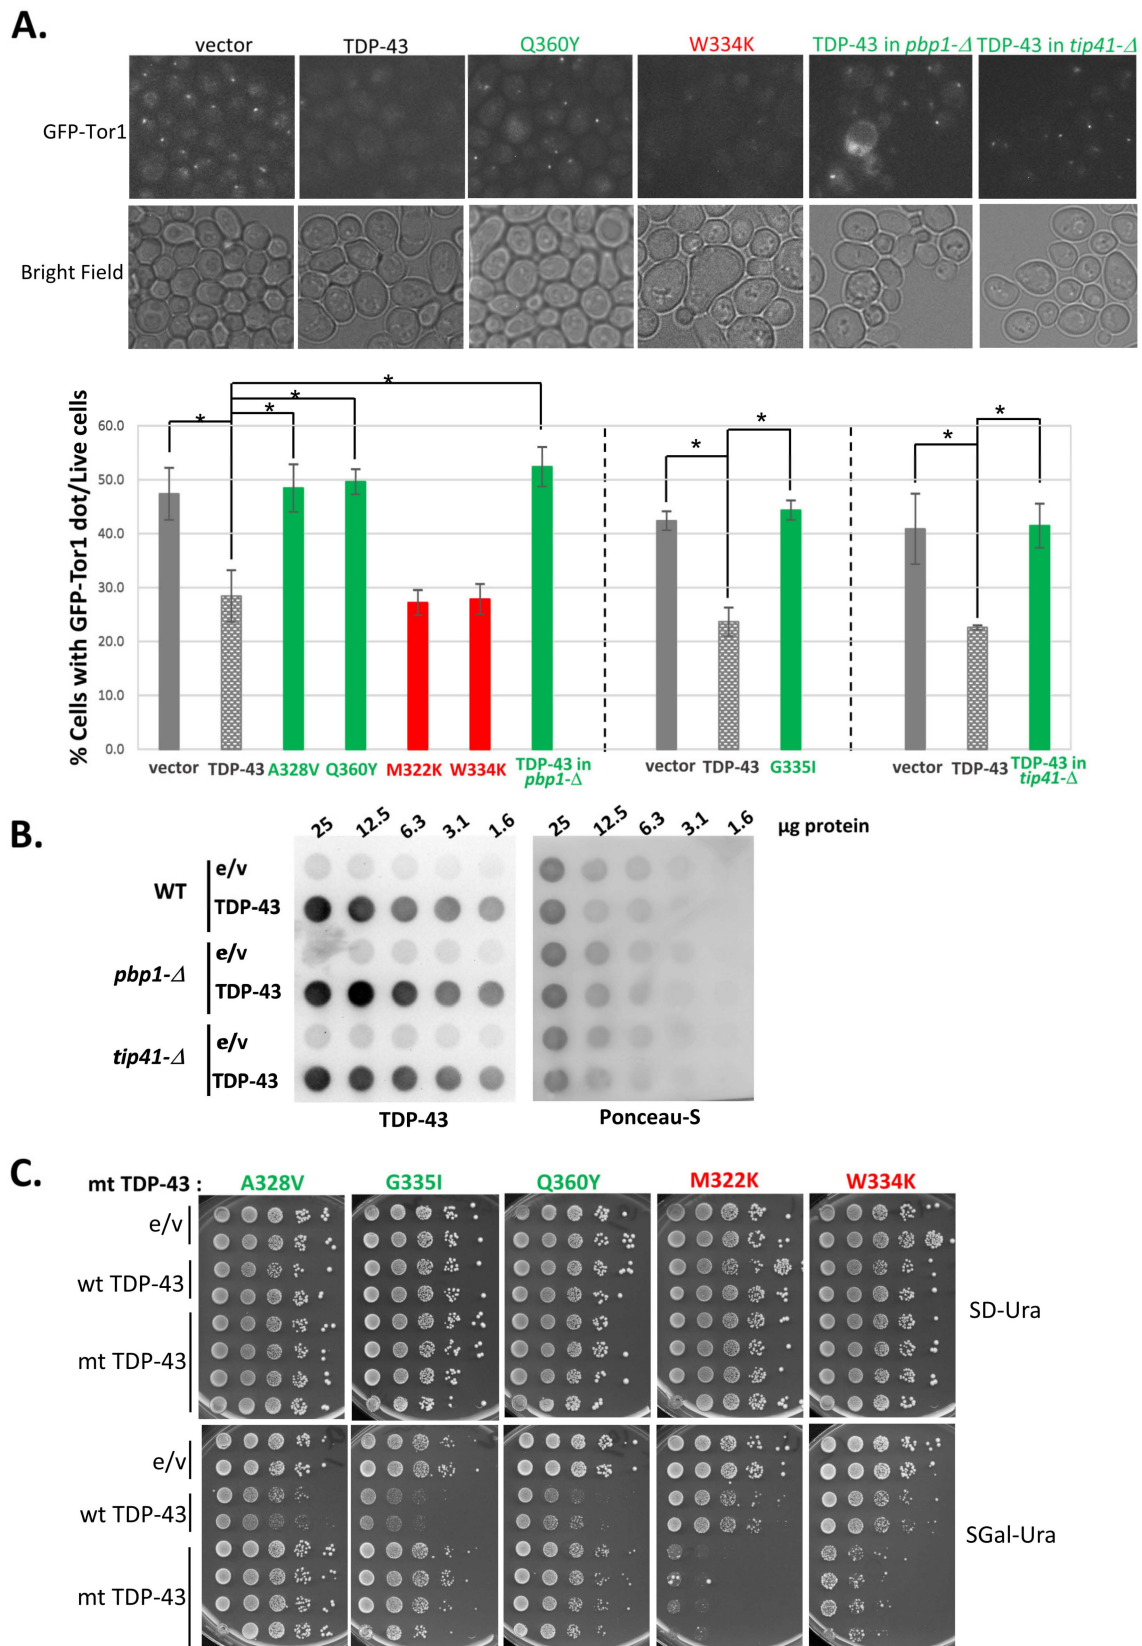 A.
vector TDP-43 Q360Y W334K TDP-43 in pbp1-Δ TDP-43 in tip41-Δ
GFP-Tor1
Bright Field
% Cells with GFP-Tor1 dot/Live cells
60.0
50.0
40.0
30.0
20.0
10.0
0.0
* * * * * * * *
vector TDP-43 A328V Q360Y M322K W334K TDP-43 in pbp1-Δ vector TDP-43 G335I vector TDP-43 TDP-43 in tip41-Δ
B.
25 12.5 6.3 3.1 1.6 25 12.5 6.3 3.1 1.6 µg protein
WT
e/v
TDP-43
pbp1-Δ
e/v
TDP-43
tip41-Δ
e/v
TDP-43
TDP-43 Ponceau-S
C.
mt TDP-43 : A328V G335I Q360Y M322K W334K
e/v
wt TDP-43
mt TDP-43
SD-Ura
e/v
wt TDP-43
mt TDP-43
SGal-Ura